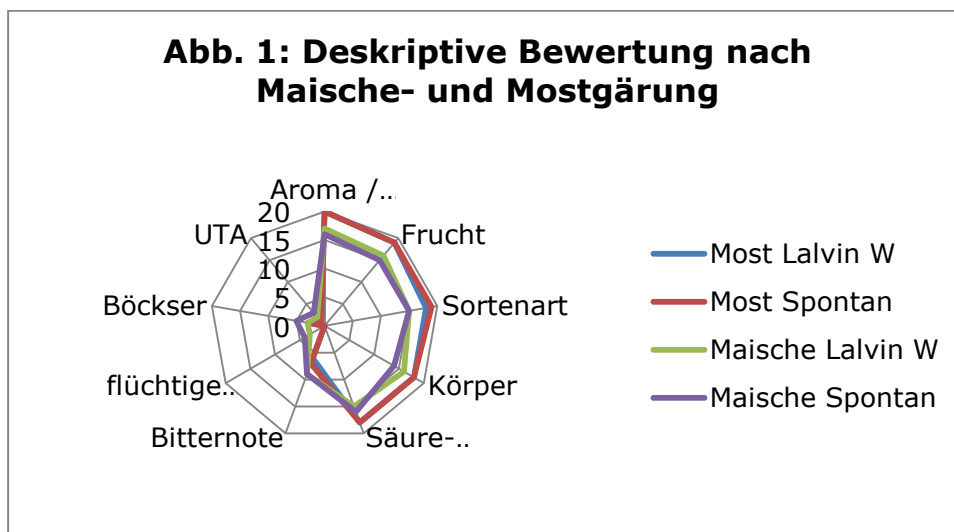 Abb. 1: Deskriptive Bewertung nach
Maische- und Mostgärung
Aroma /...
Frucht
Sortenart
Körper
Säure-..
Bitternote
flüchtige..
Böckser
UTA
20
15
10
5
0
Most Lalvin W
Most Spontan
Maische Lalvin W
Maische Spontan